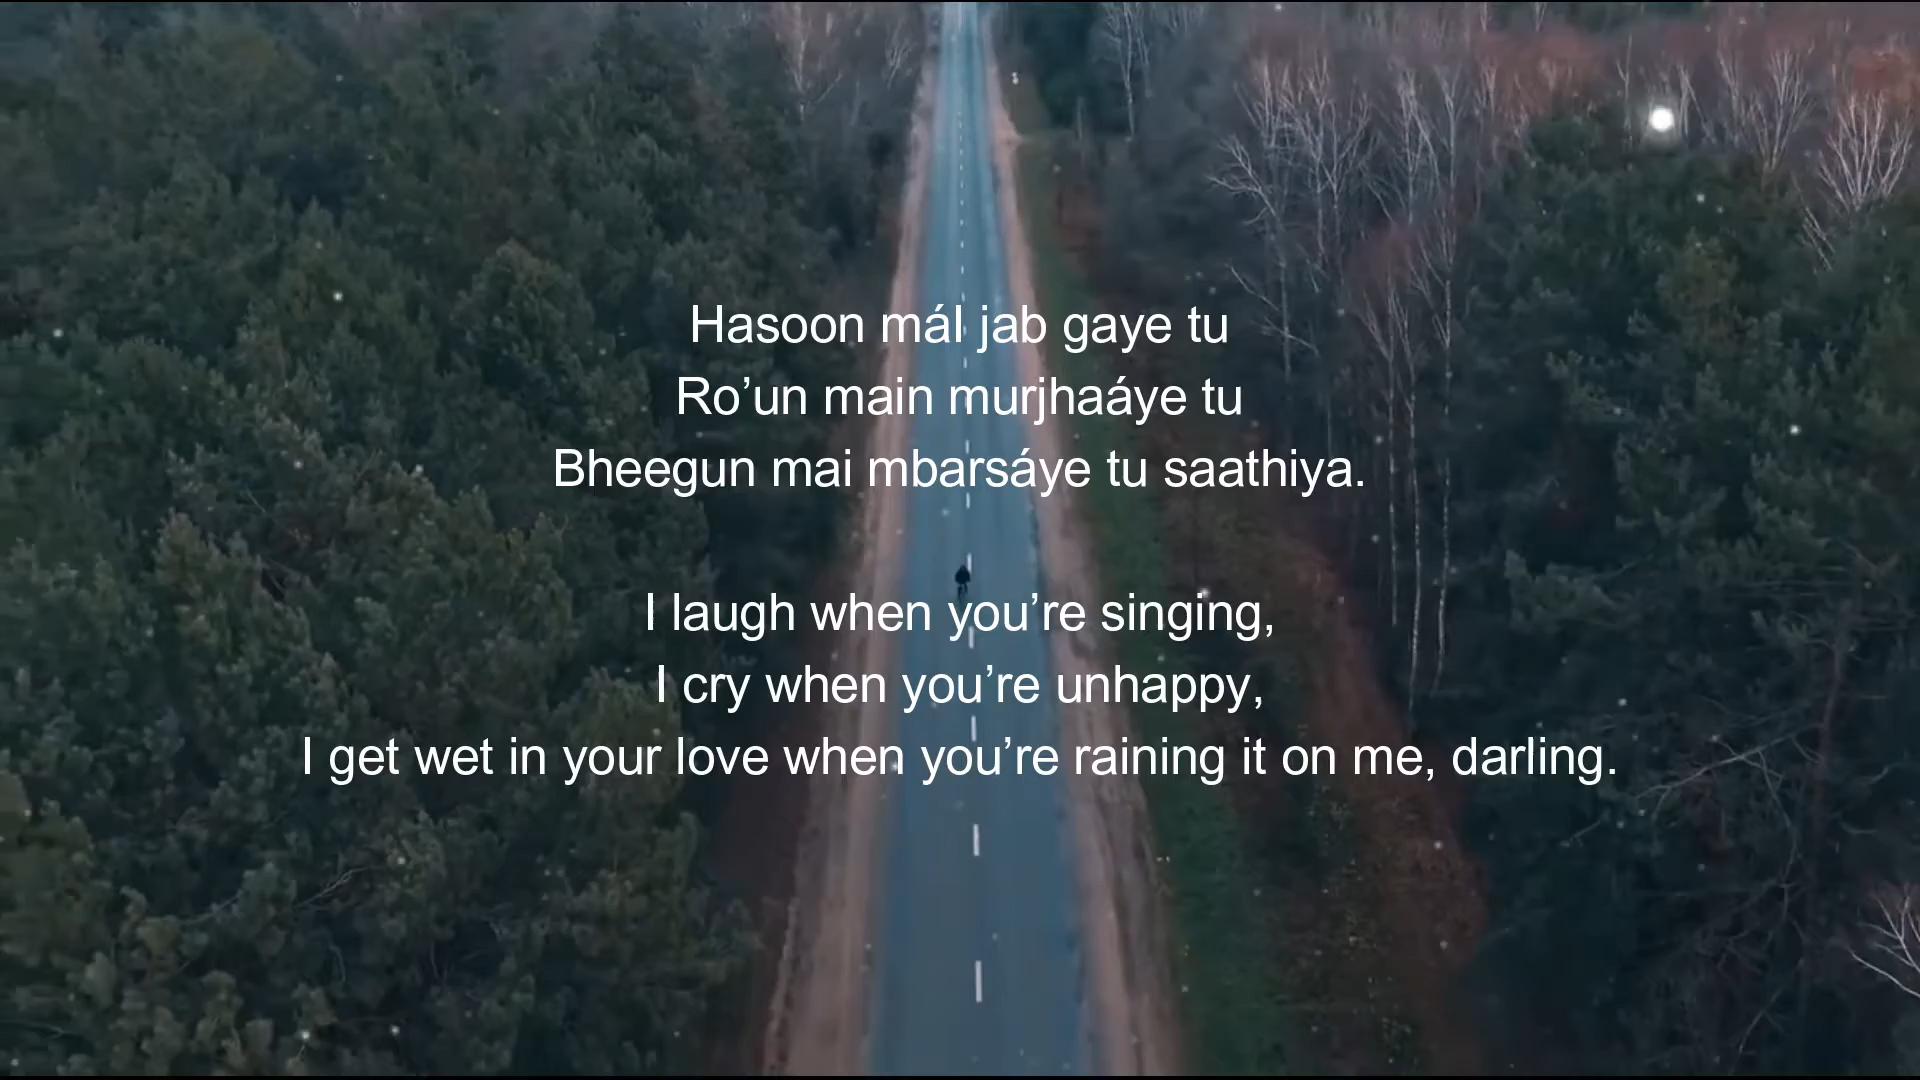 Hasoon mál jab gaye tu
Ro’un main murjhaáye tu
Bheegun mai mbarsáye tu saathiya.
I laugh when you’re singing,
I cry when you’re unhappy,
I get wet in your love when you’re raining it on me, darling.